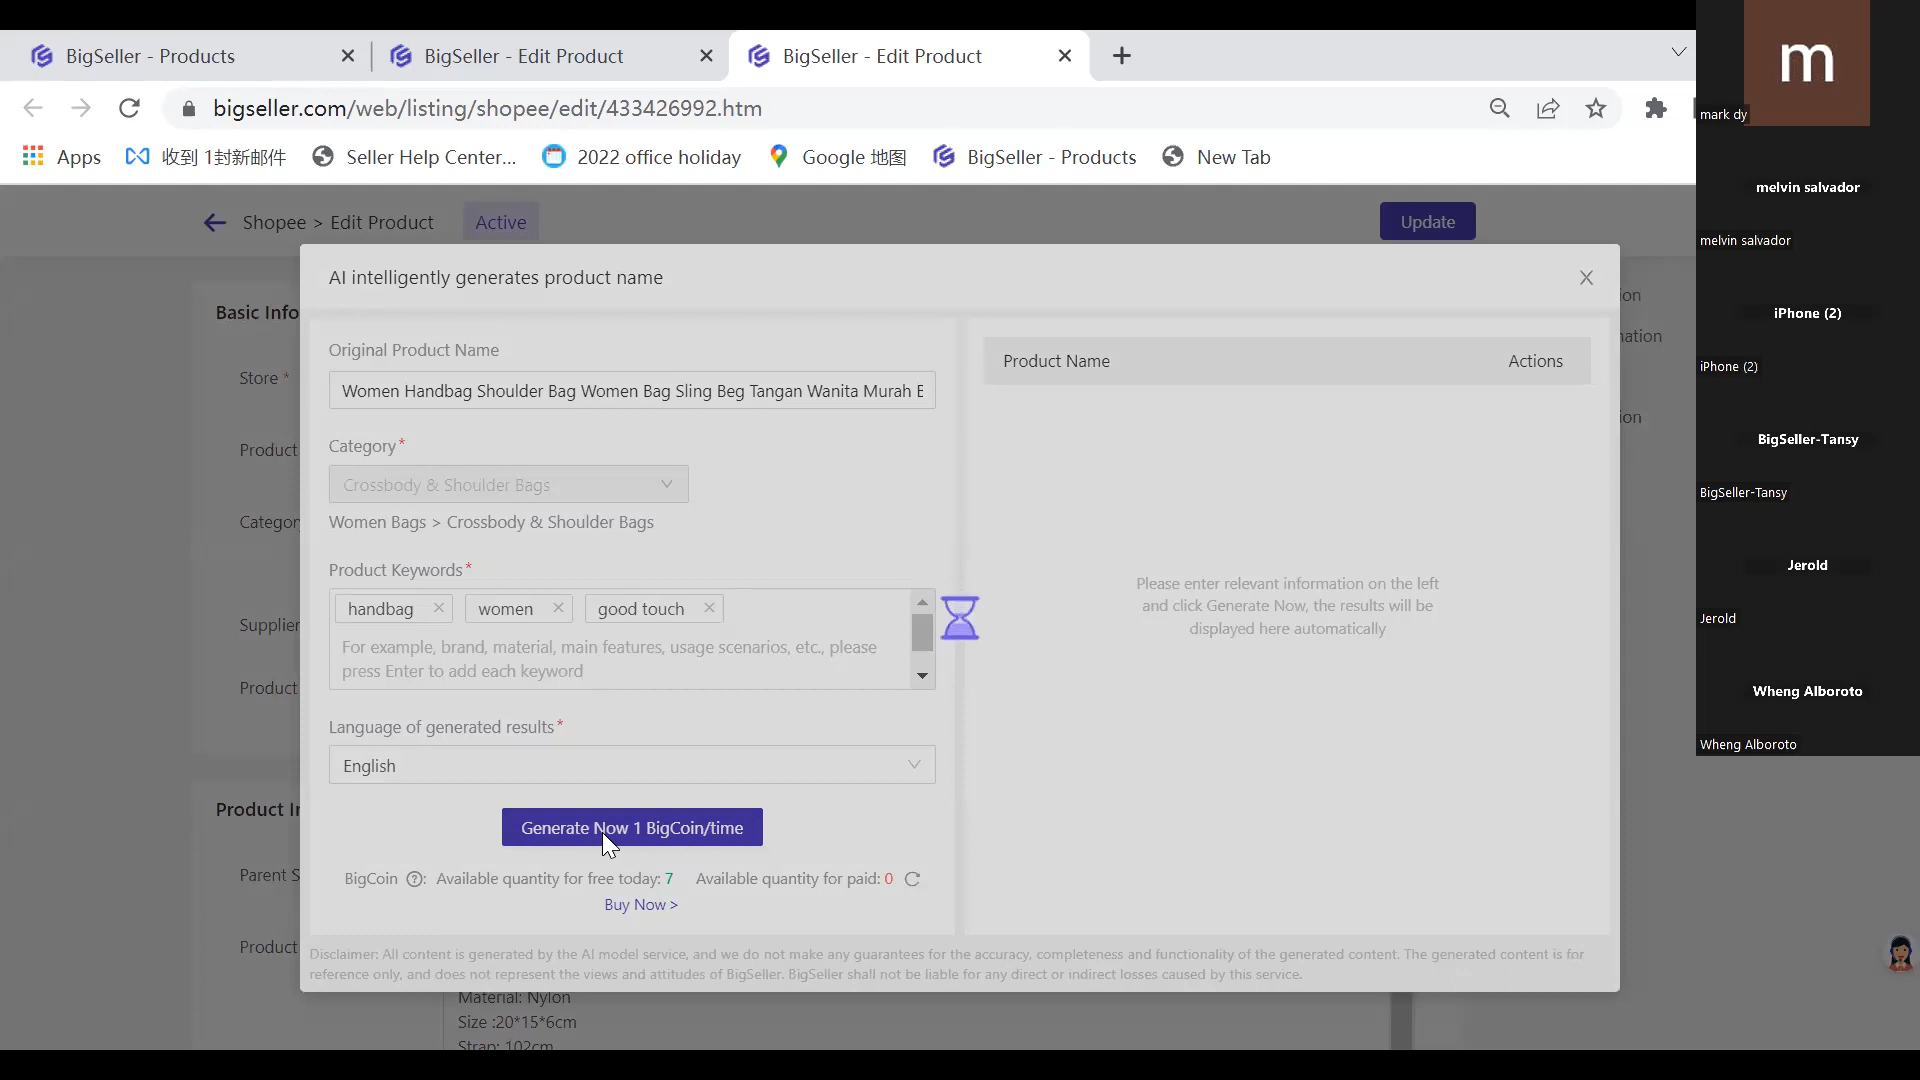 BigSeller - Products
BigSeller - Edit Product
BigSeller - Edit Product
bigseller.com/web/listing/shopee/edit/433426992.htm
Apps
收到 1封新邮件
Seller Help Center...
2022 office holiday
Google 地图
BigSeller - Products
New Tab
Shopee > Edit Product
Active
Update
AI intelligently generates product name
Basic Info
Store *
Product
Categor
Supplier
Product
Product I
Parent S
Product
Original Product Name
Women Handbag Shoulder Bag Women Bag Sling Beg Tangan Wanita Murah
Category*
Crossbody & Shoulder Bags
Women Bags > Crossbody & Shoulder Bags
Product Keywords*
handbag
women
good touch
For example, brand, material, main features, usage scenarios, etc., please
press Enter to add each keyword
Language of generated results*
English
Generate Now 1 BigCoin/time
BigCoin ?: Available quantity for free today: 7 Available quantity for paid: 0
Buy Now >
Product Name
Actions
Please enter relevant information on the left
and click Generate Now, the results will be
displayed here automatically
Disclaimer: All content is generated by the AI model service, and we do not make any guarantees for the accuracy, completeness and functionality of the generated content. The generated content is for
reference only, and does not represent the views and attitudes of BigSeller. BigSeller shall not be liable for any direct or indirect losses caused by this service.
Material: Nylon
Size :20*15*6cm
Strap: 102cm
ion
nation
ion
m
mark dy
melvin salvador
melvin salvador
iPhone (2)
iPhone (2)
BigSeller-Tansy
BigSeller-Tansy
Jerold
Jerold
Wheng Alboroto
Wheng Alboroto